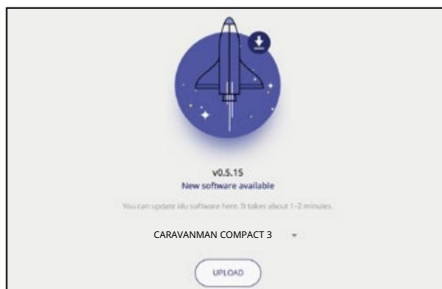 v0.5.15
New software available
You can update idu software here. It takes about 1-2 minutes.
CARAVANMAN COMPACT 3
UPLOAD